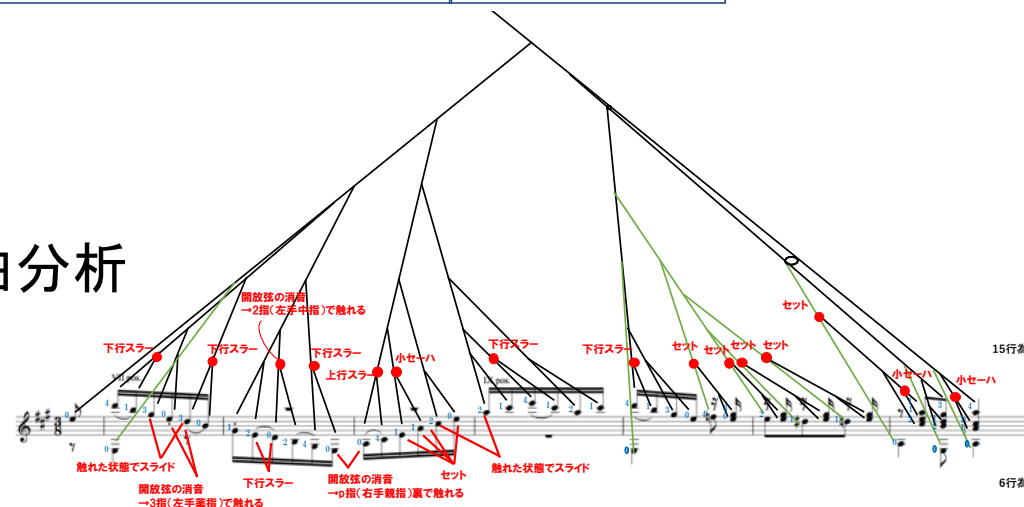 分析
開放弦の消音
→2指(左手中指)で触れる
下行スラー
下行スラー
下行スラー
上行スラー
小セーハ
下行スラー
下行スラー
セット
セット
セット
セット
セット
小セーハ
小セーハ
15行
VII pos.
IX pos.
触れた状態でスライド
開放弦の消音
→3指(左手薬指)で触れる
下行スラー
開放弦の消音
→p指(右手親指)裏で触れる
セット
触れた状態でスライド
6行